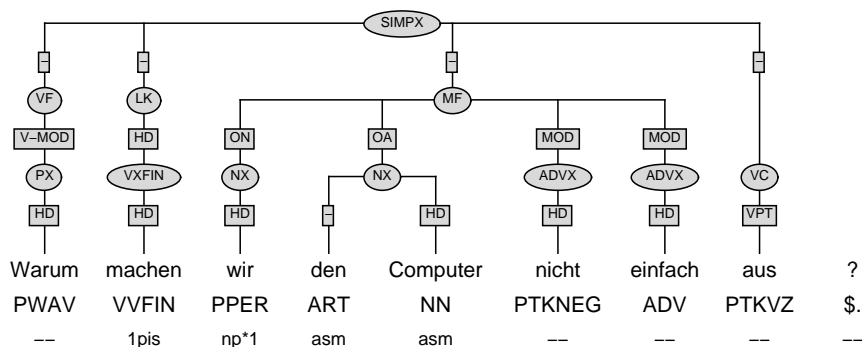 SIMPX
– – – –
VF LK MF
V–MOD HD ON OA MOD MOD
PX VXFIN NX NX ADVX ADVX VC
HD HD HD – HD HD HD VPT
Warum machen wir den Computer nicht einfach aus ?
PWAV VVFIN PPER ART NN PTKNEG ADV PTKVZ $.
–– 1pis np*1 asm asm –– –– –– ––